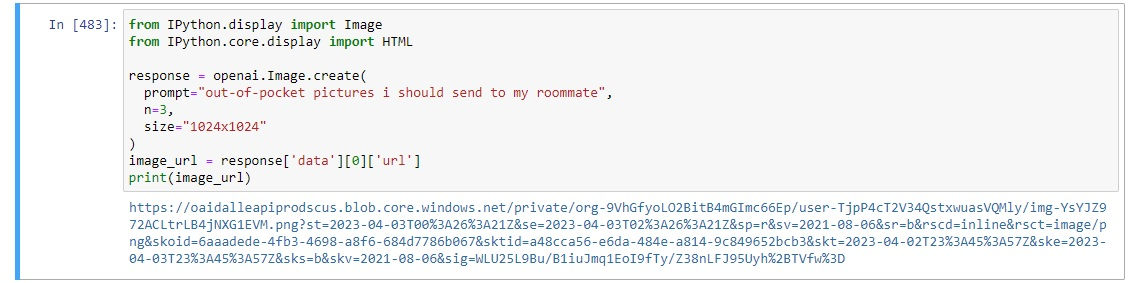 In [483]: from IPython.display import Image
from IPython.core.display import HTML
response = openai.Image.create(
prompt="out-of-pocket pictures i should send to my roommate",
n=3,
size="1024x1024"
)
image_url = response['data'][0]['url']
print(image_url)
https://oaidalleapiprodscus.blob.core.windows.net/private/org-9VhGfyoLO2BitB4mGImc66Ep/user-TjpP4cT2V34QstxwuasVQMly/img-YsYJZ9
72ACLtrLB4jNXG1EVM.png?st=2023-04-03T00%3A26%3A21Z&se=2023-04-03T02%3A26%3A21Z&sp=r&sv=2021-08-06&sr=b&rscd=inline&rsct=image/p
ng&skoid=6aaadede-4fb3-4698-a8f6-684d7786b067&sktid=a48cca56-e6da-484e-a814-9c849652bcb3&skt=2023-04-02T23%3A45%3A57Z&ske=2023-
04-03T23%3A45%3A57Z&sks=b&skv=2021-08-06&sig=WLU25L9Bu/B1iuJmq1EoI9fTy/Z38nLFJ95Uyh%2BTVfw%3D